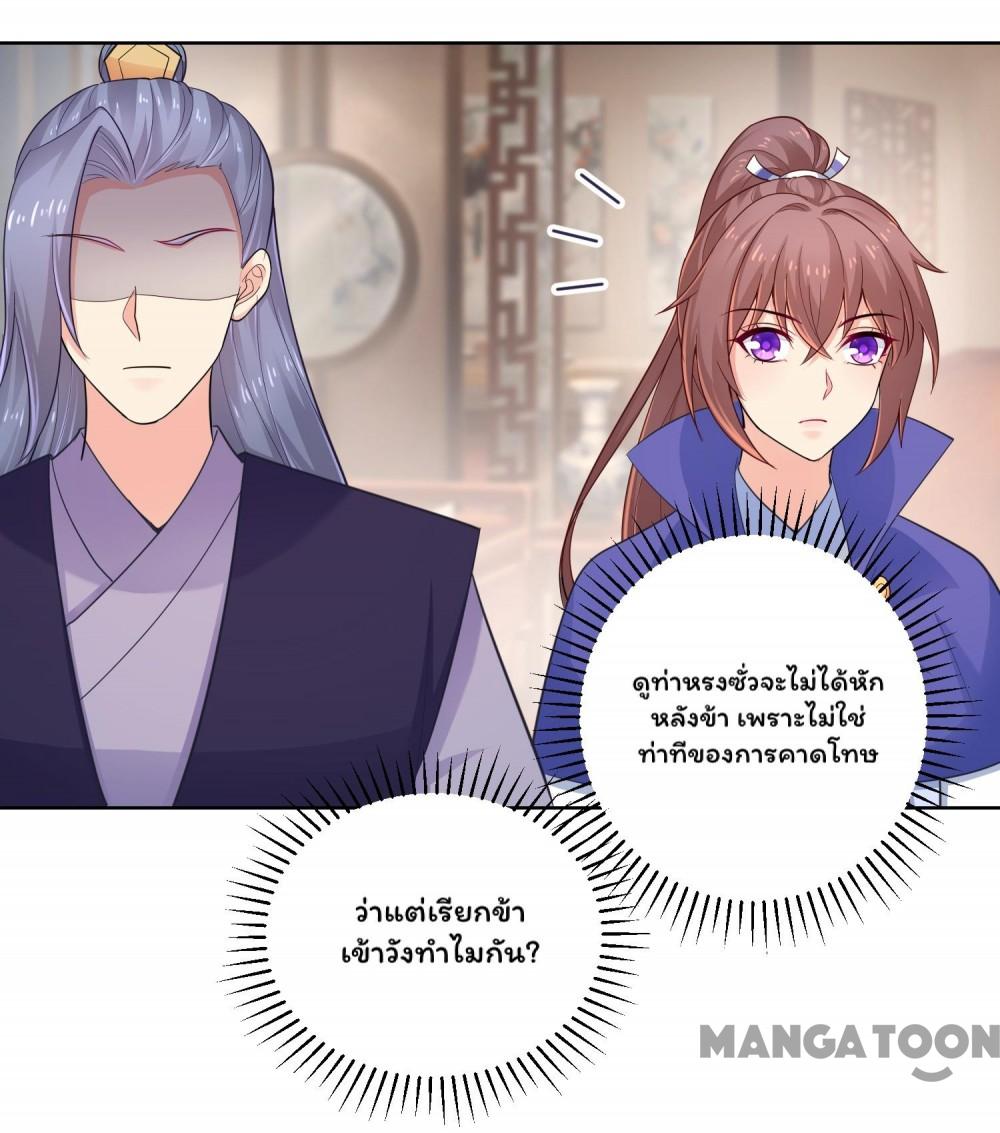 ดูท่าหรงซั่วจะไม่ได้หัก
หลังข้า เพราะไม่ใช่
ท่าทีของการคาดโทษ
ว่าแต่เรียกข้า
เข้าวังทำไมกัน?
MANGATOON